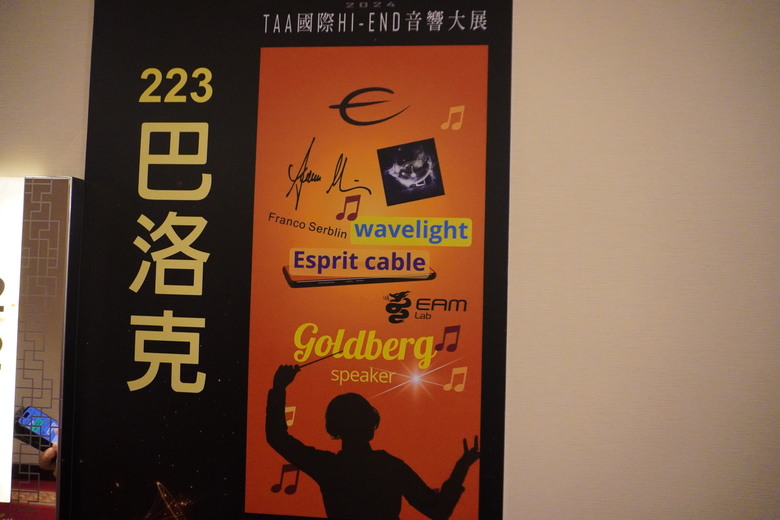 2024
TAA國際HI-END音響大展
223
巴洛克
Franco Serblin
wavelight
Esprit cable
EAM
Lab
Goldberg
speaker